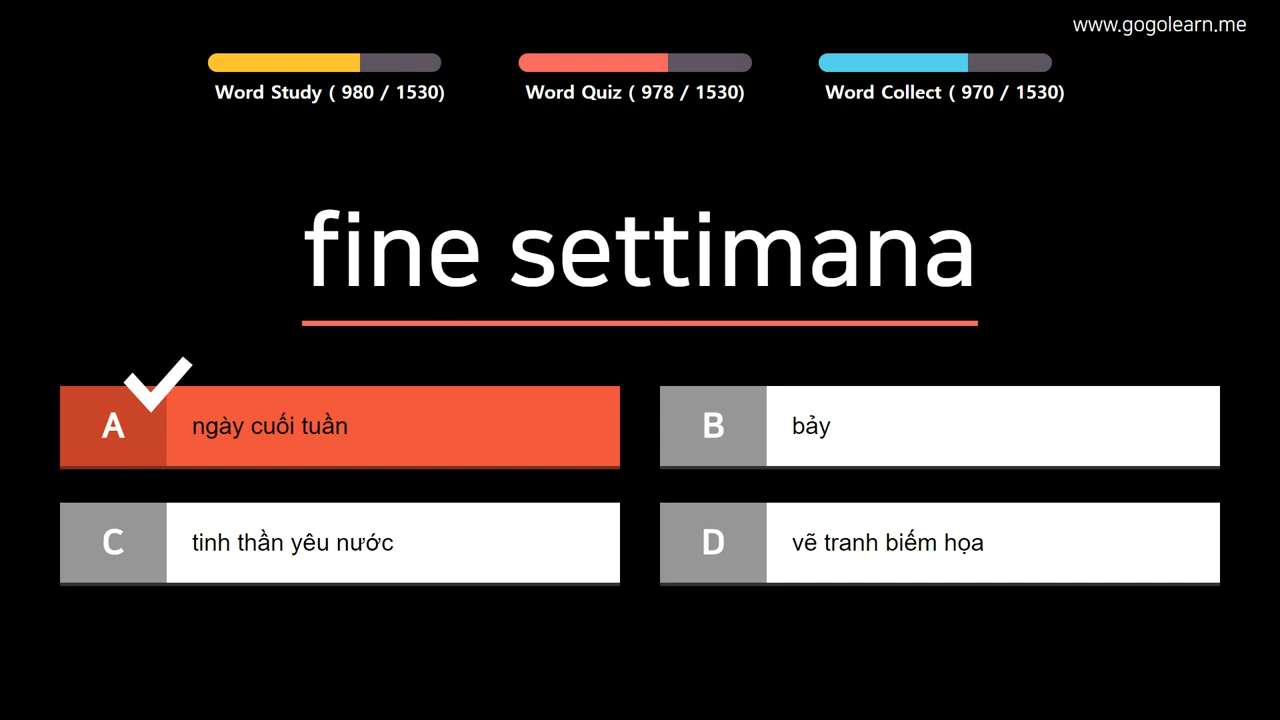 www.gogolearn.me
Word Study ( 980 / 1530)
Word Quiz ( 978 / 1530)
Word Collect ( 970 / 1530)
fine settimana
A
ngày cuối tuần
B
bảy
C
tinh thần yêu nước
D
vẽ tranh biếm họa